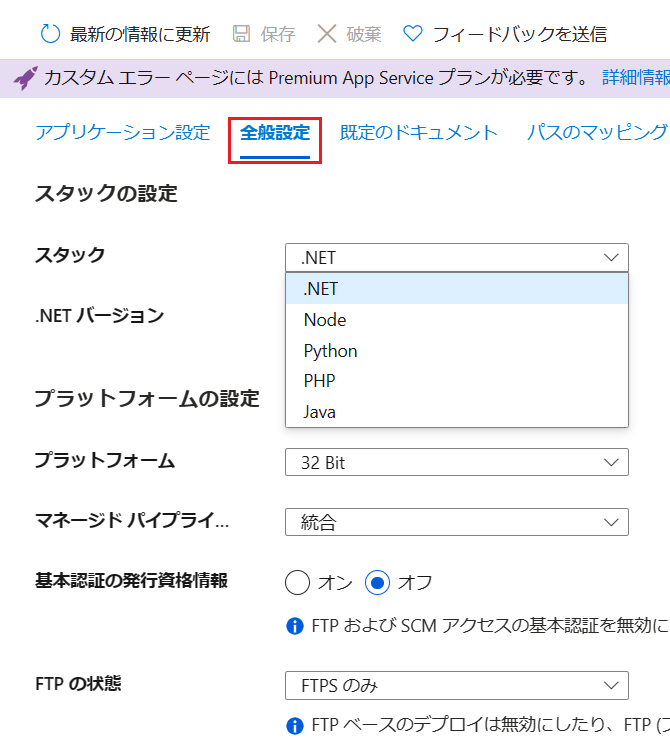 最新の情報に更新 保存 破棄 フィードバックを送信
カスタム エラー ページには Premium App Service プランが必要です。 詳細情報
アプリケーション設定 全般設定 既定のドキュメント パスのマッピング
スタックの設定
スタック .NET
.NET
.NET バージョン
Node
Python
PHP
Java
プラットフォームの設定
プラットフォーム 32 Bit
マネージド パイプライ... 統合
基本認証の発行資格情報 オン オフ
FTP および SCM アクセスの基本認証を無効に
FTP の状態 FTPS のみ
FTP ベースのデプロイは無効にしたり、FTP (プ